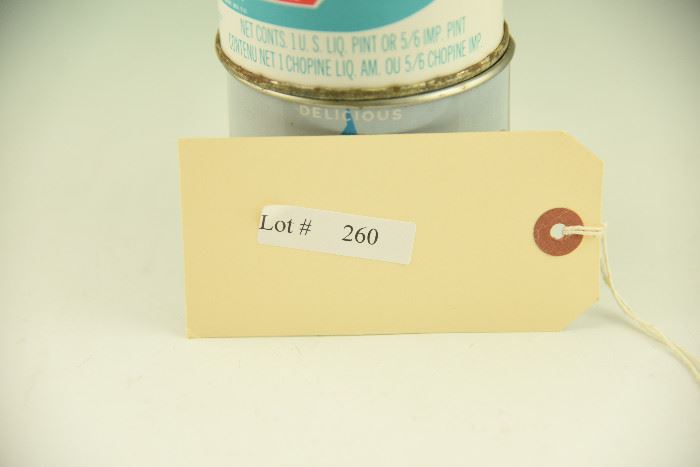 NET CONTS. 1 U. S. LIQ. PINT OR 5/6 IMP. PINT
CONTENU NET 1 CHOPINE LIQ. AM. OU 5/6 CHOPINE IMP.
DELICIOUS
Lot # 260